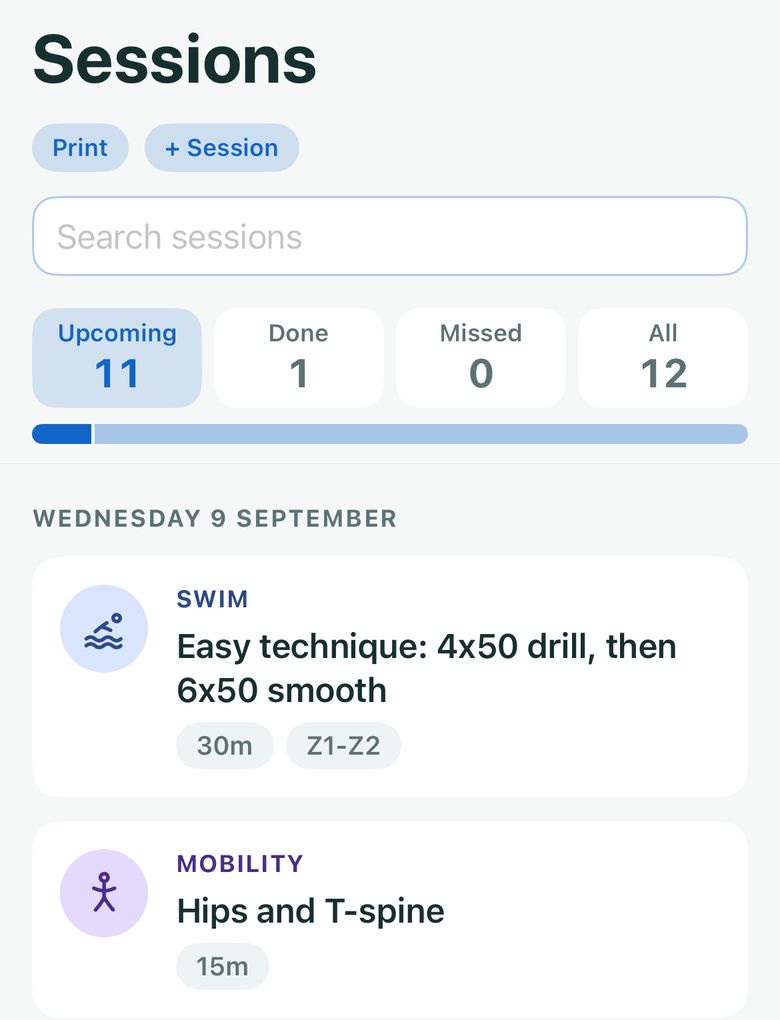 Sessions
Print
+ Session
Search sessions
Upcoming
11
Done
1
Missed
0
All
12
WEDNESDAY 9 SEPTEMBER
SWIM
Easy technique: 4x50 drill, then
6x50 smooth
30m
Z1-Z2
MOBILITY
Hips and T-spine
15m